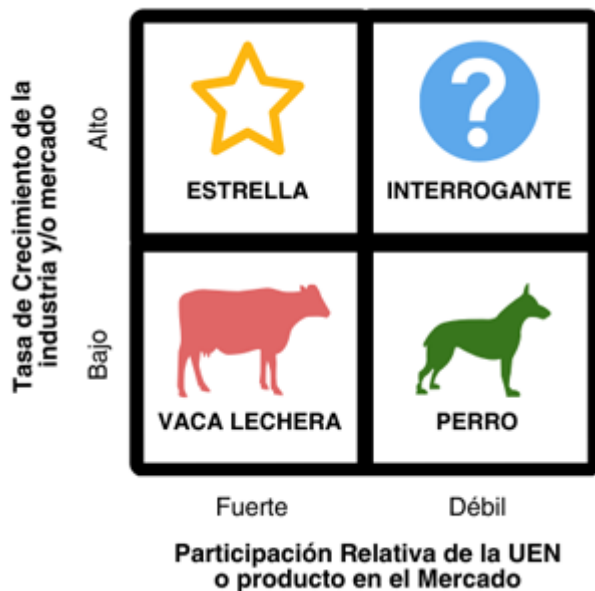 Tasa de Crecimiento de la
industria y/o mercado
Alto
ESTRELLA
?
INTERROGANTE
Bajo
VACA LECHERA
PERRO
Fuerte
Débil
Participación Relativa de la UEN
o producto en el Mercado